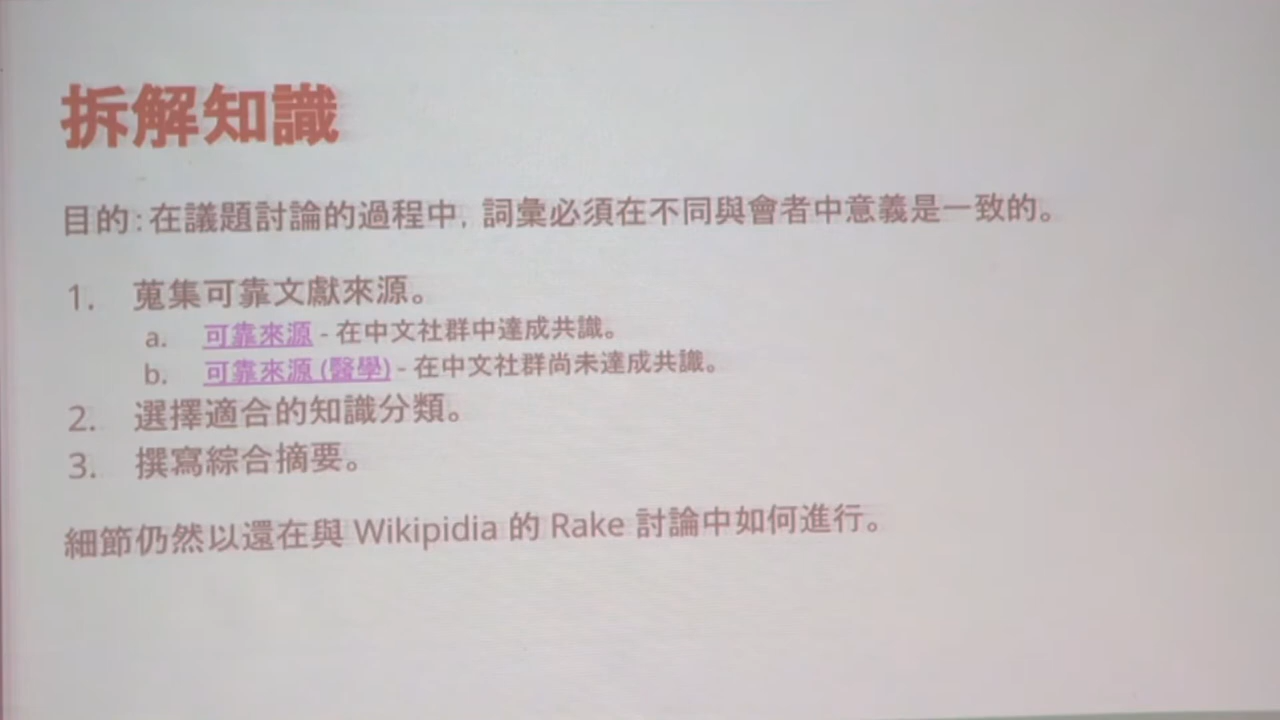 拆解知識
目的：在議題討論的過程中，詞彙必須在不同與會者中意義是一致的。
1. 蒐集可靠文獻來源。
a. 可靠來源 - 在中文社群中達成共識。
b. 可靠來源 (醫學) - 在中文社群尚未達成共識。
2. 選擇適合的知識分類。
3. 撰寫綜合摘要。
細節仍然以還在與 Wikipidia 的 Rake 討論中如何進行。